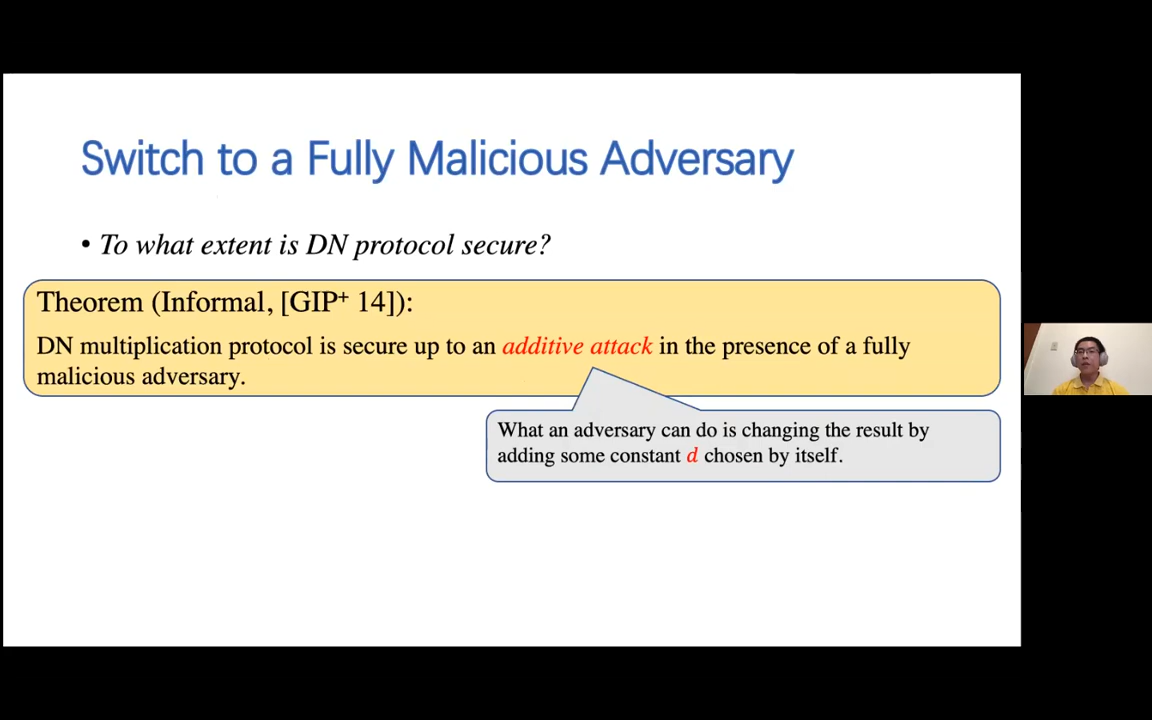 Switch to a Fully Malicious Adversary
• To what extent is DN protocol secure?
Theorem (Informal, [GIP⁺ 14]):
DN multiplication protocol is secure up to an additive attack in the presence of a fully
malicious adversary.
What an adversary can do is changing the result by
adding some constant d chosen by itself.